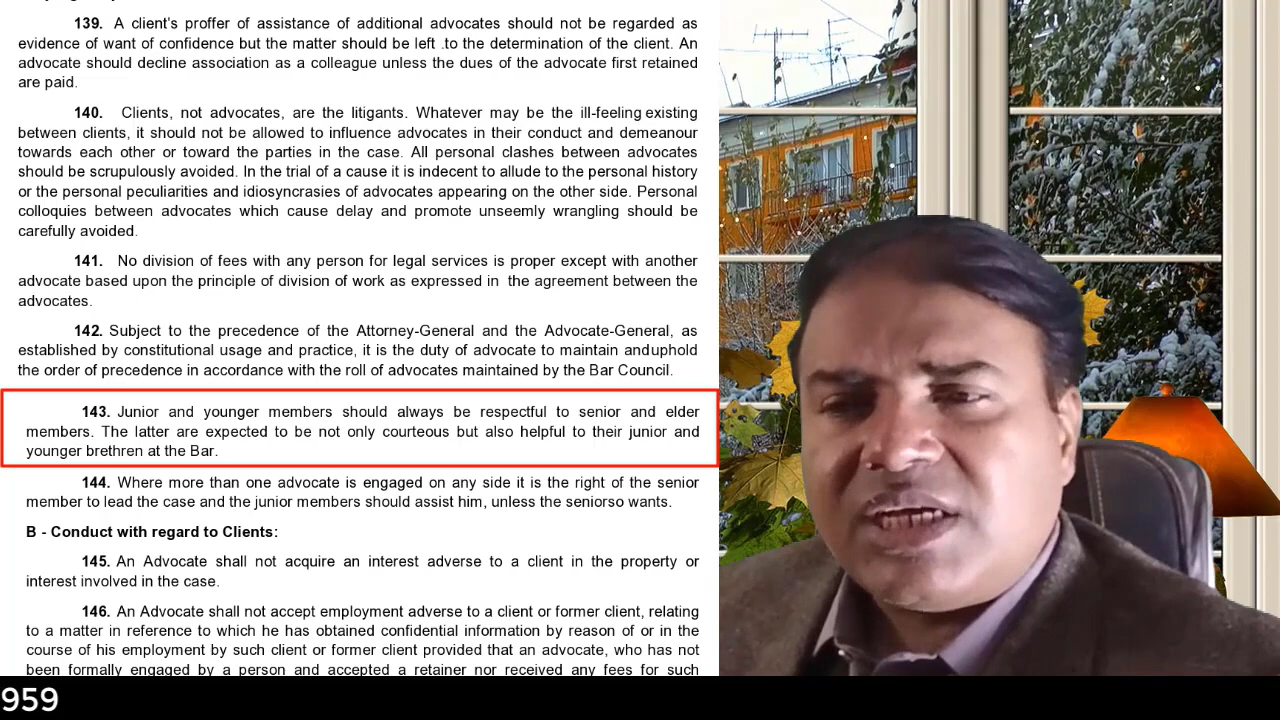 139. A client's proffer of assistance of additional advocates should not be regarded as
evidence of want of confidence but the matter should be left .to the determination of the client. An
advocate should decline association as a colleague unless the dues of the advocate first retained
are paid.
140. Clients, not advocates, are the litigants. Whatever may be the ill-feeling existing
between clients, it should not be allowed to influence advocates in their conduct and demeanour
towards each other or toward the parties in the case. All personal clashes between advocates
should be scrupulously avoided. In the trial of a cause it is indecent to allude to the personal history
or the personal peculiarities and idiosyncrasies of advocates appearing on the other side. Personal
colloquies between advocates which cause delay and promote unseemly wrangling should be
carefully avoided.
141. No division of fees with any person for legal services is proper except with another
advocate based upon the principle of division of work as expressed in the agreement between the
advocates.
142. Subject to the precedence of the Attorney-General and the Advocate-General, as
established by constitutional usage and practice, it is the duty of advocate to maintain anduphold
the order of precedence in accordance with the roll of advocates maintained by the Bar Council.
143. Junior and younger members should always be respectful to senior and elder
members. The latter are expected to be not only courteous but also helpful to their junior and
younger brethren at the Bar.
144. Where more than one advocate is engaged on any side it is the right of the senior
member to lead the case and the junior members should assist him, unless the seniorso wants.
B - Conduct with regard to Clients:
145. An Advocate shall not acquire an interest adverse to a client in the property or
interest involved in the case.
146. An Advocate shall not accept employment adverse to a client or former client, relating
to a matter in reference to which he has obtained confidential information by reason of or in the
course of his employment by such client or former client provided that an advocate, who has not
been formally engaged by a person and accepted a retainer nor received any fees for such
959